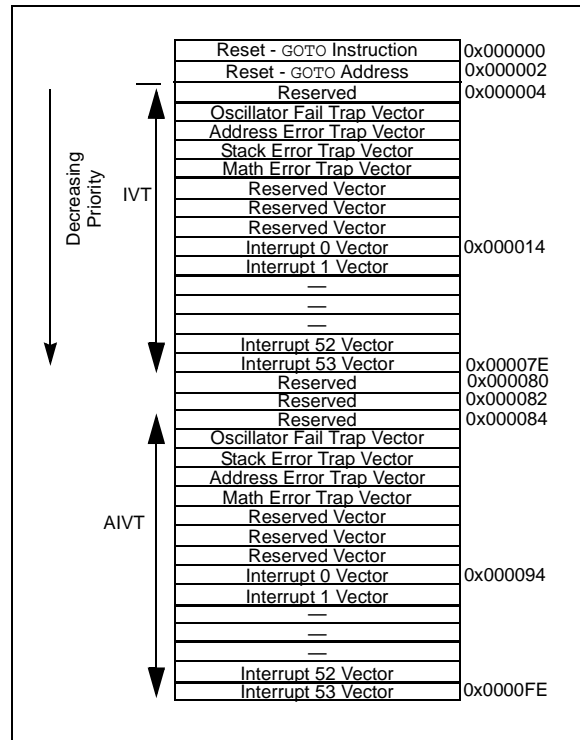 Reset - GOTO Instruction 0x000000
Reset - GOTO Address 0x000002
Reserved 0x000004
Oscillator Fail Trap Vector
Address Error Trap Vector
Stack Error Trap Vector
Math Error Trap Vector
Reserved Vector
Reserved Vector
Reserved Vector
Interrupt 0 Vector 0x000014
Interrupt 1 Vector
—
—
—
Interrupt 52 Vector
Interrupt 53 Vector 0x00007E
Reserved 0x000080
Reserved 0x000082
Reserved 0x000084
Oscillator Fail Trap Vector
Stack Error Trap Vector
Address Error Trap Vector
Math Error Trap Vector
Reserved Vector
Reserved Vector
Reserved Vector
Interrupt 0 Vector 0x000094
Interrupt 1 Vector
—
—
—
Interrupt 52 Vector
Interrupt 53 Vector 0x0000FE
Decreasing
Priority
IVT
AIVT